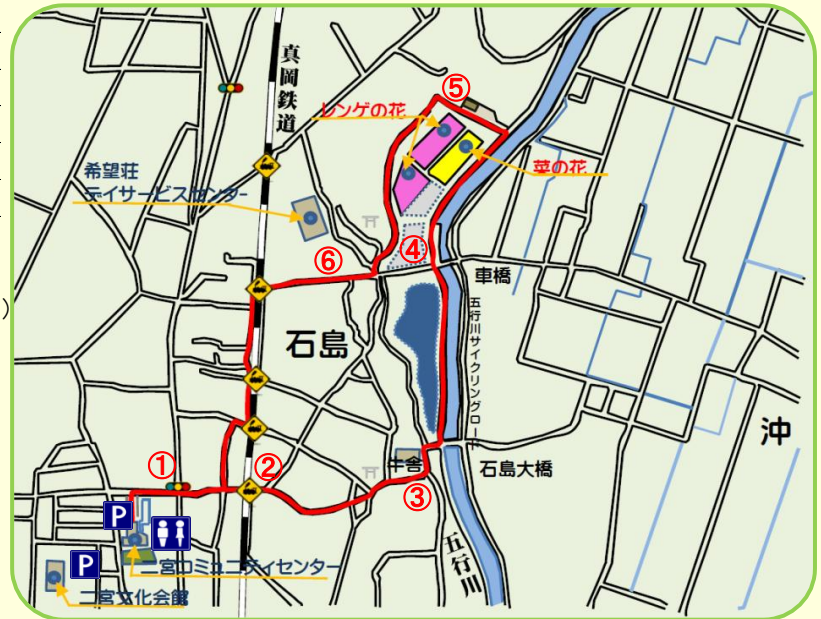 真岡鉄道
⑤
レンゲの花
菜の花
希望荘
デイサービスセンター
④
⑥
車橋
)
石島
五行川サイクリングロード
沖
牛舎
石島大橋
①
②
③
P
二宮コミュニティセンター
P
二宮文化会館
五行川